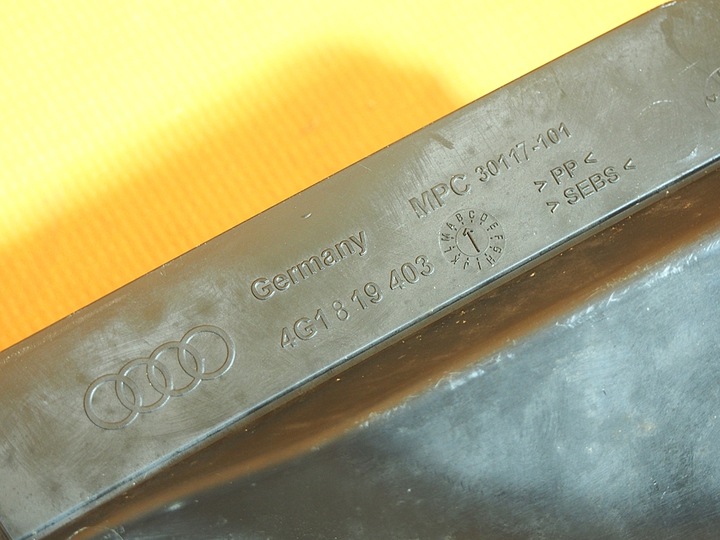 Germany
4G1 819 403
MPC 30117-101
> PP <
> SEBS <